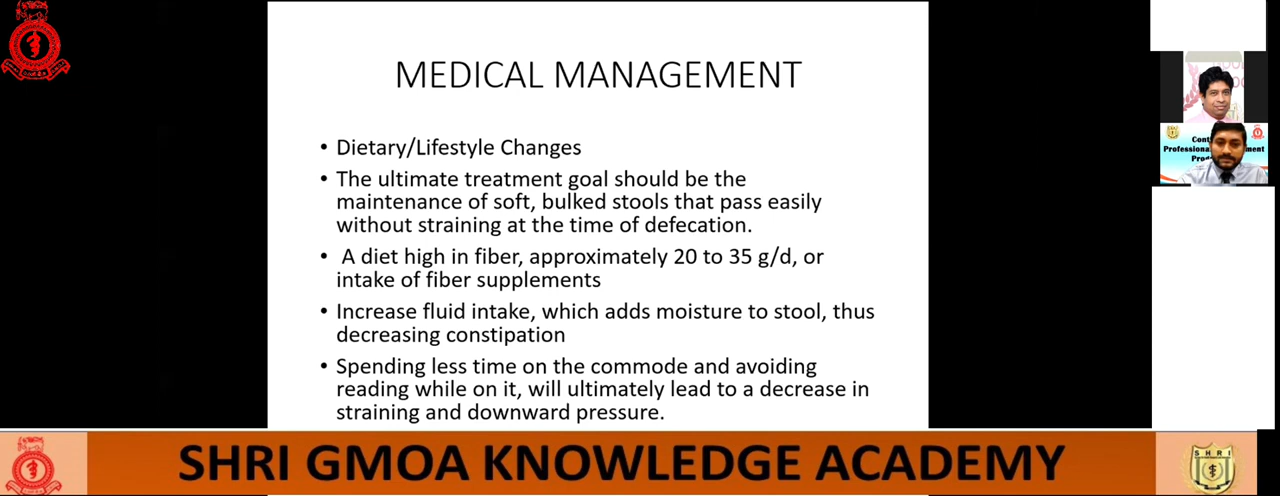 MEDICAL MANAGEMENT
• Dietary/Lifestyle Changes
• The ultimate treatment goal should be the
maintenance of soft, bulked stools that pass easily
without straining at the time of defecation.
• A diet high in fiber, approximately 20 to 35 g/d, or
intake of fiber supplements
• Increase fluid intake, which adds moisture to stool, thus
decreasing constipation
• Spending less time on the commode and avoiding
reading while on it, will ultimately lead to a decrease in
straining and downward pressure.
SHRI GMOA KNOWLEDGE ACADEMY
SHRI